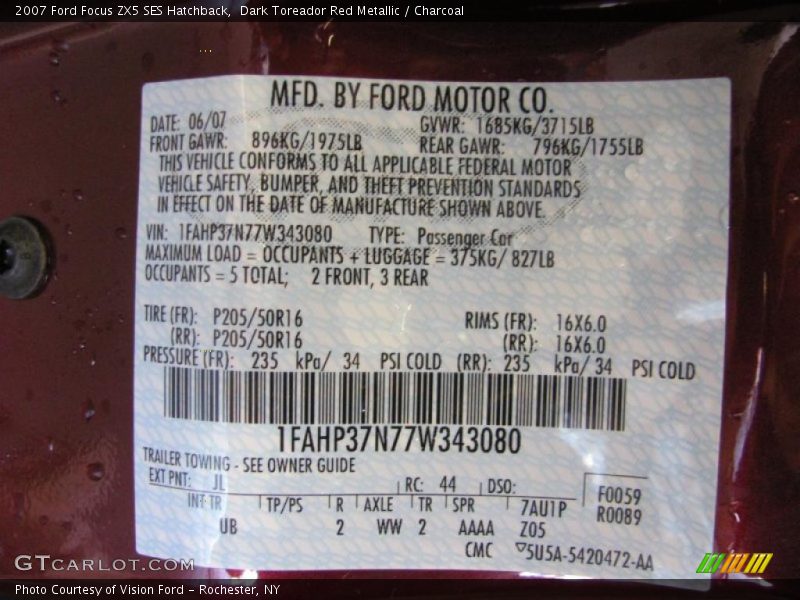 2007 Ford Focus ZX5 SES Hatchback,  Dark Toreador Red Metallic / Charcoal
MFD. BY FORD MOTOR CO.
DATE: 06/07 GVWR: 1685KG/3715LB
FRONT GAWR: 896KG/1975LB REAR GAWR: 796KG/1755LB
THIS VEHICLE CONFORMS TO ALL APPLICABLE FEDERAL MOTOR
VEHICLE SAFETY, BUMPER, AND THEFT PREVENTION STANDARDS
IN EFFECT ON THE DATE OF MANUFACTURE SHOWN ABOVE.
VIN: 1FAHP37N77W343080 TYPE: Passenger Car
MAXIMUM LOAD = OCCUPANTS + LUGGAGE = 375KG/ 827LB
OCCUPANTS = 5 TOTAL; 2 FRONT, 3 REAR
TIRE (FR): P205/50R16 RIMS (FR): 16X6.0
(RR): P205/50R16 (RR): 16X6.0
PRESSURE (FR): 235 kPa/ 34 PSI COLD (RR): 235 kPa/ 34 PSI COLD
1FAHP37N77W343080
TRAILER TOWING - SEE OWNER GUIDE
EXT PNT: JL RC: 44 DSO: F0059
INT TR TP/PS R AXLE TR SPR 7AU1P R0089
UB 2 WW 2 AAAA Z05
CMC 5U5A-5420472-AA
GTCARLOT.COM
Photo Courtesy of Vision Ford - Rochester, NY